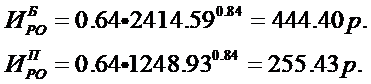 И^Б_РО = 0.64*2414.59^0.84 = 444.40 р.
И^П_РО = 0.64*1248.93^0.84 = 255.43 р.